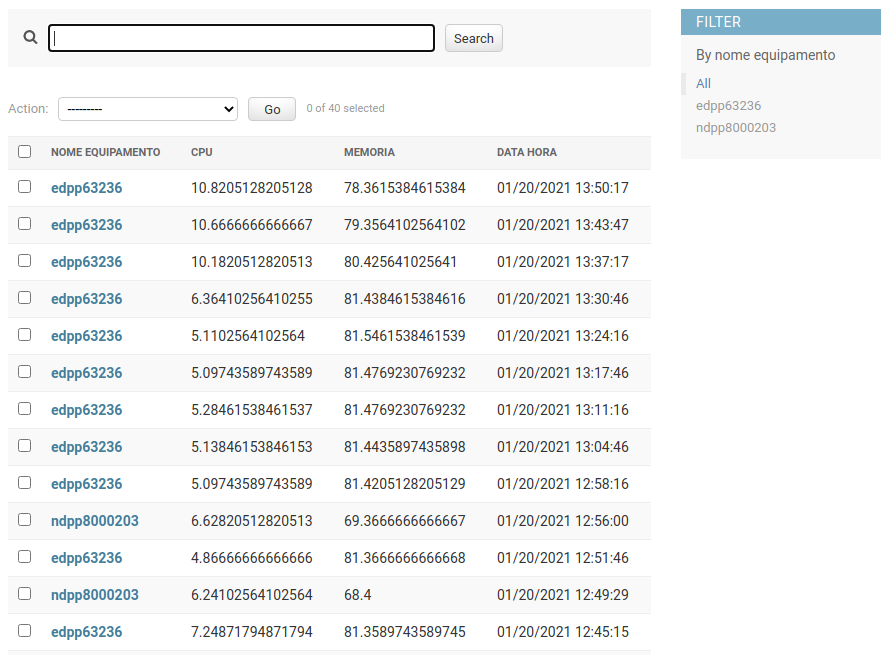 Search
Action: --------- Go 0 of 40 selected
NOME EQUIPAMENTO CPU MEMORIA DATA HORA
edpp63236 10.8205128205128 78.3615384615384 01/20/2021 13:50:17
edpp63236 10.6666666666667 79.3564102564102 01/20/2021 13:43:47
edpp63236 10.1820512820513 80.425641025641 01/20/2021 13:37:17
edpp63236 6.36410256410255 81.4384615384616 01/20/2021 13:30:46
edpp63236 5.1102564102564 81.5461538461539 01/20/2021 13:24:16
edpp63236 5.09743589743589 81.4769230769232 01/20/2021 13:17:46
edpp63236 5.28461538461537 81.4769230769232 01/20/2021 13:11:16
edpp63236 5.13846153846153 81.4435897435898 01/20/2021 13:04:46
edpp63236 5.09743589743589 81.4205128205129 01/20/2021 12:58:16
ndpp8000203 6.62820512820513 69.3666666666667 01/20/2021 12:56:00
edpp63236 4.86666666666666 81.3666666666668 01/20/2021 12:51:46
ndpp8000203 6.24102564102564 68.4 01/20/2021 12:49:29
edpp63236 7.24871794871794 81.3589743589745 01/20/2021 12:45:15
FILTER
By nome equipamento
All
edpp63236
ndpp8000203